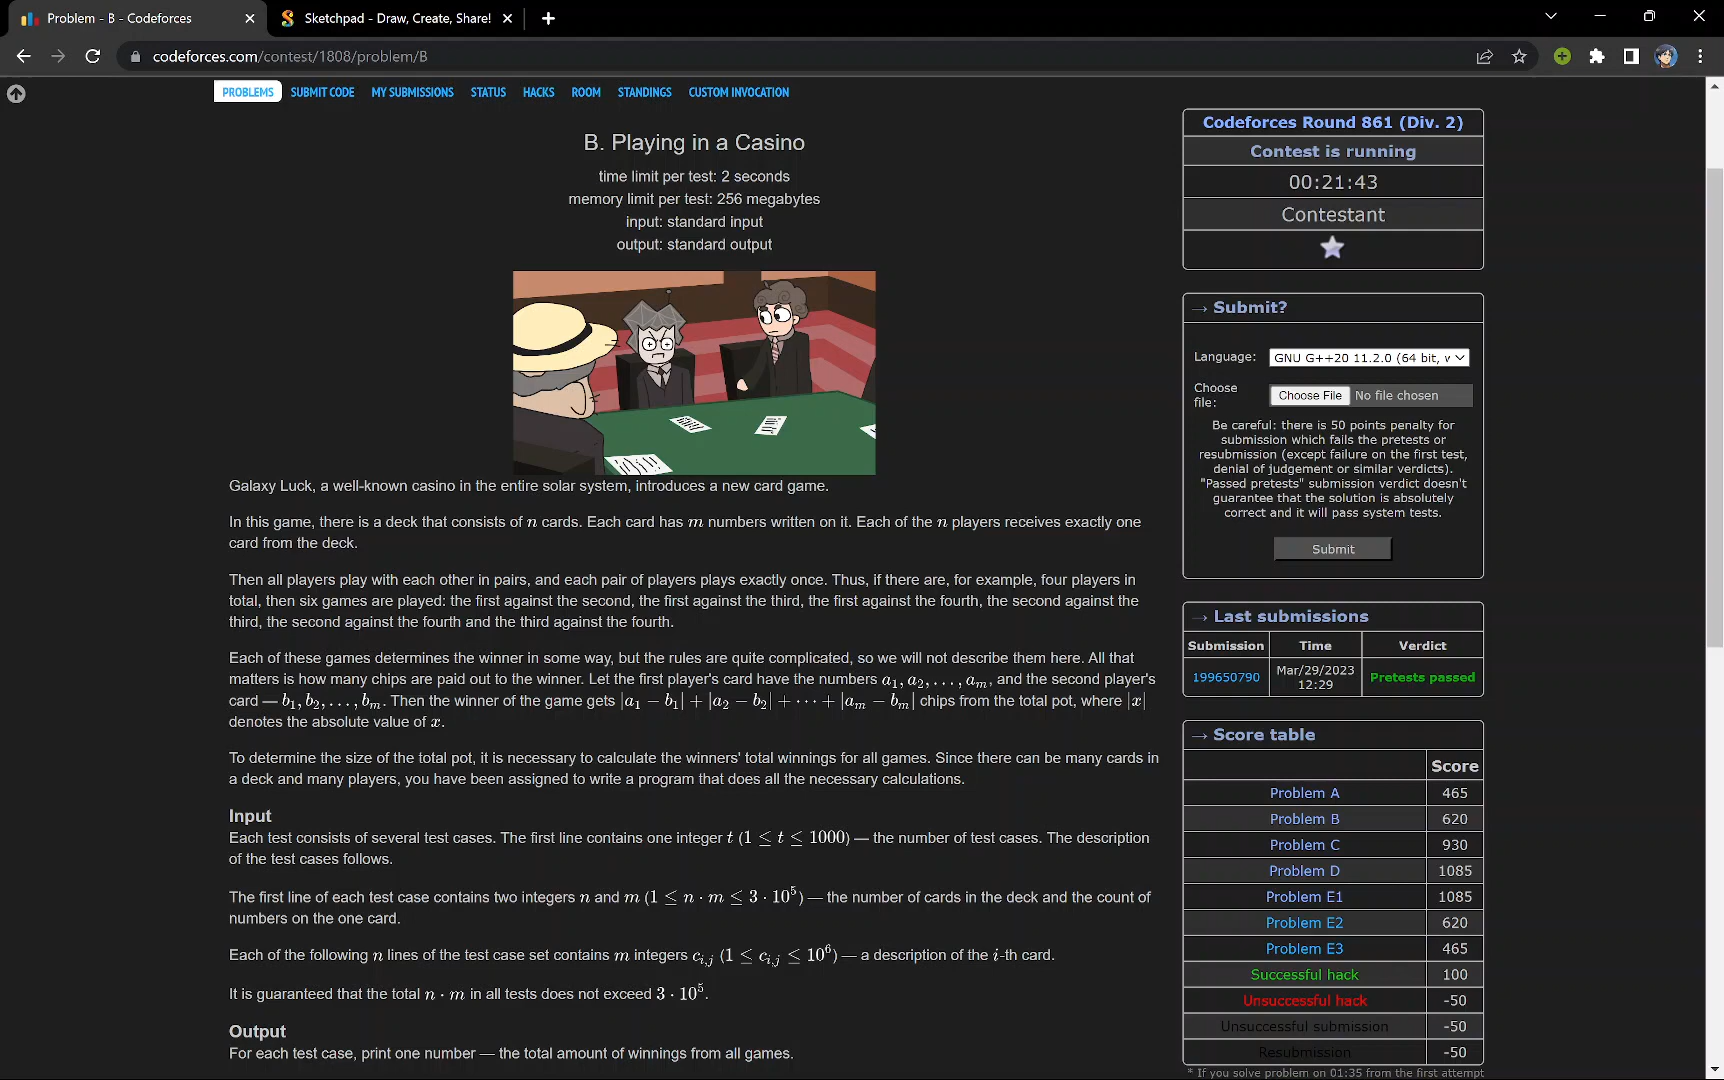 Problem - B - Codeforces
Sketchpad - Draw, Create, Share!
codeforces.com/contest/1808/problem/B
PROBLEMS SUBMIT CODE MY SUBMISSIONS STATUS HACKS ROOM STANDINGS CUSTOM INVOCATION
B. Playing in a Casino
time limit per test: 2 seconds
memory limit per test: 256 megabytes
input: standard input
output: standard output
Galaxy Luck, a well-known casino in the entire solar system, introduces a new card game.
In this game, there is a deck that consists of n cards. Each card has m numbers written on it. Each of the n players receives exactly one
card from the deck.
Then all players play with each other in pairs, and each pair of players plays exactly once. Thus, if there are, for example, four players in
total, then six games are played: the first against the second, the first against the third, the first against the fourth, the second against the
third, the second against the fourth and the third against the fourth.
Each of these games determines the winner in some way, but the rules are quite complicated, so we will not describe them here. All that
matters is how many chips are paid out to the winner. Let the first player's card have the numbers a₁, a₂, . . . , aₘ, and the second player's
card — b₁, b₂, . . . , bₘ. Then the winner of the game gets |a₁ − b₁| + |a₂ − b₂| + ⋯ + |aₘ − bₘ| chips from the total pot, where |x|
denotes the absolute value of x.
To determine the size of the total pot, it is necessary to calculate the winners' total winnings for all games. Since there can be many cards in
a deck and many players, you have been assigned to write a program that does all the necessary calculations.
Input
Each test consists of several test cases. The first line contains one integer t (1 ≤ t ≤ 1000) — the number of test cases. The description
of the test cases follows.
The first line of each test case contains two integers n and m (1 ≤ n · m ≤ 3 · 10⁵) — the number of cards in the deck and the count of
numbers on the one card.
Each of the following n lines of the test case set contains m integers cᵢ,ⱼ (1 ≤ cᵢ,ⱼ ≤ 10⁶) — a description of the i-th card.
It is guaranteed that the total n · m in all tests does not exceed 3 · 10⁵.
Output
For each test case, print one number — the total amount of winnings from all games.
Codeforces Round 861 (Div. 2)
Contest is running
00:21:43
Contestant
→ Submit?
Language: GNU G++20 11.2.0 (64 bit, v
Choose
file:
Choose File No file chosen
Be careful: there is 50 points penalty for
submission which fails the pretests or
resubmission (except failure on the first test,
denial of judgement or similar verdicts).
"Passed pretests" submission verdict doesn't
guarantee that the solution is absolutely
correct and it will pass system tests.
Submit
→ Last submissions
Submission Time Verdict
199650790 Mar/29/2023 12:29 Pretests passed
→ Score table
Score
Problem A 465
Problem B 620
Problem C 930
Problem D 1085
Problem E1 1085
Problem E2 620
Problem E3 465
Successful hack 100
Unsuccessful hack -50
Unsuccessful submission -50
Resubmission -50
* If you solve problem on 01:35 from the first attempt